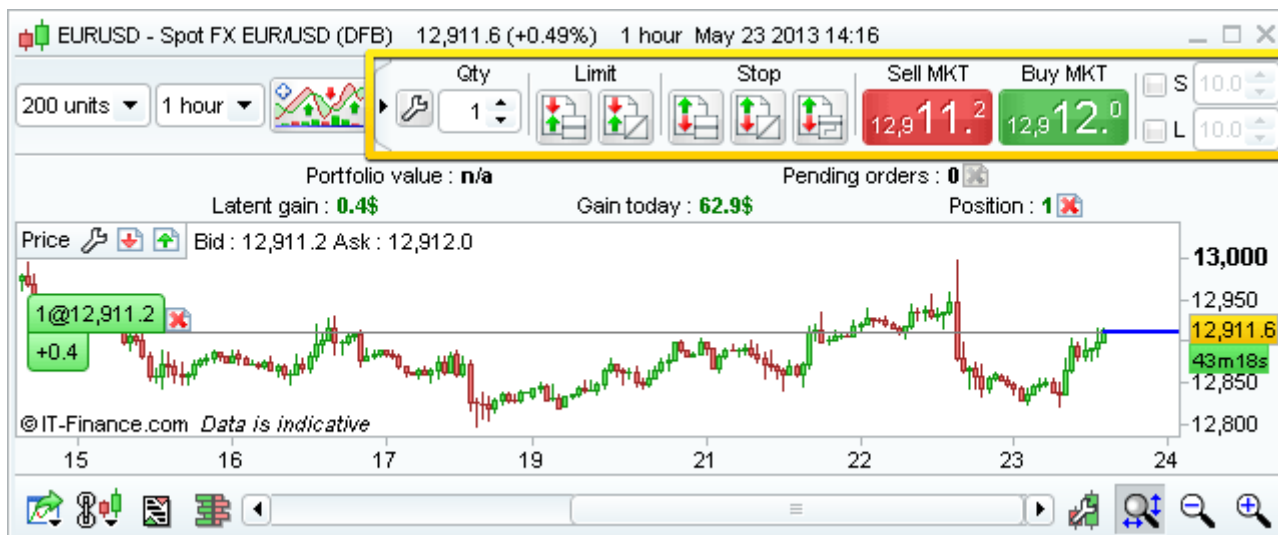 EURUSD - Spot FX EUR/USD (DFB) 12,911.6 (+0.49%) 1 hour May 23 2013 14:16
Qty Limit Stop Sell MKT Buy MKT
200 units 1 hour 1 12,911.2 12,912.0
S 10.0
L 10.0
Portfolio value : n/a Pending orders : 0
Latent gain : 0.4$ Gain today : 62.9$ Position : 1
Price Bid : 12,911.2 Ask : 12,912.0
13,000
12,950
1@12,911.2
12,911.6
+0.4
43m18s
12,850
©IT-Finance.com Data is indicative
12,800
15 16 17 19 21 22 23 24